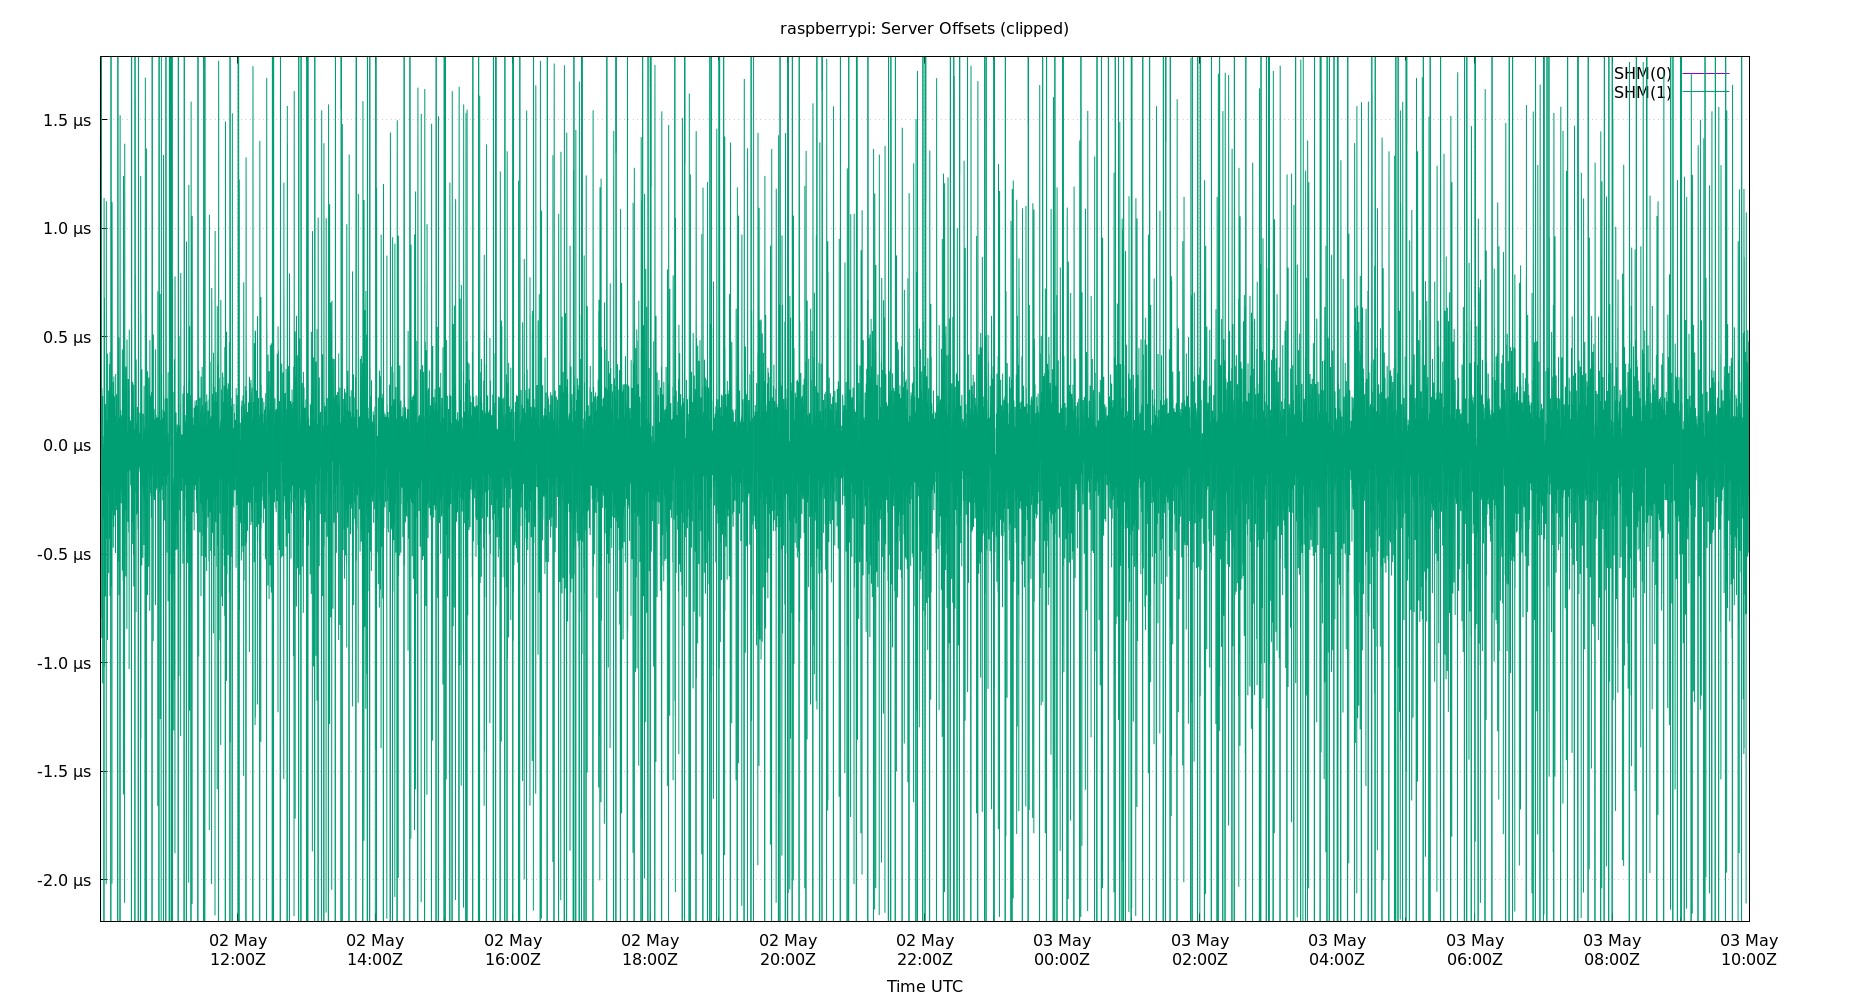 raspberrypi: Server Offsets (clipped)
SHM(0)
SHM(1)
1.5 µs
1.0 µs
0.5 µs
0.0 µs
-0.5 µs
-1.0 µs
-1.5 µs
-2.0 µs
02 May 02 May 02 May 02 May 02 May 02 May 03 May 03 May 03 May 03 May 03 May 03 May
12:00Z 14:00Z 16:00Z 18:00Z 20:00Z 22:00Z 00:00Z 02:00Z 04:00Z 06:00Z 08:00Z 10:00Z
Time UTC